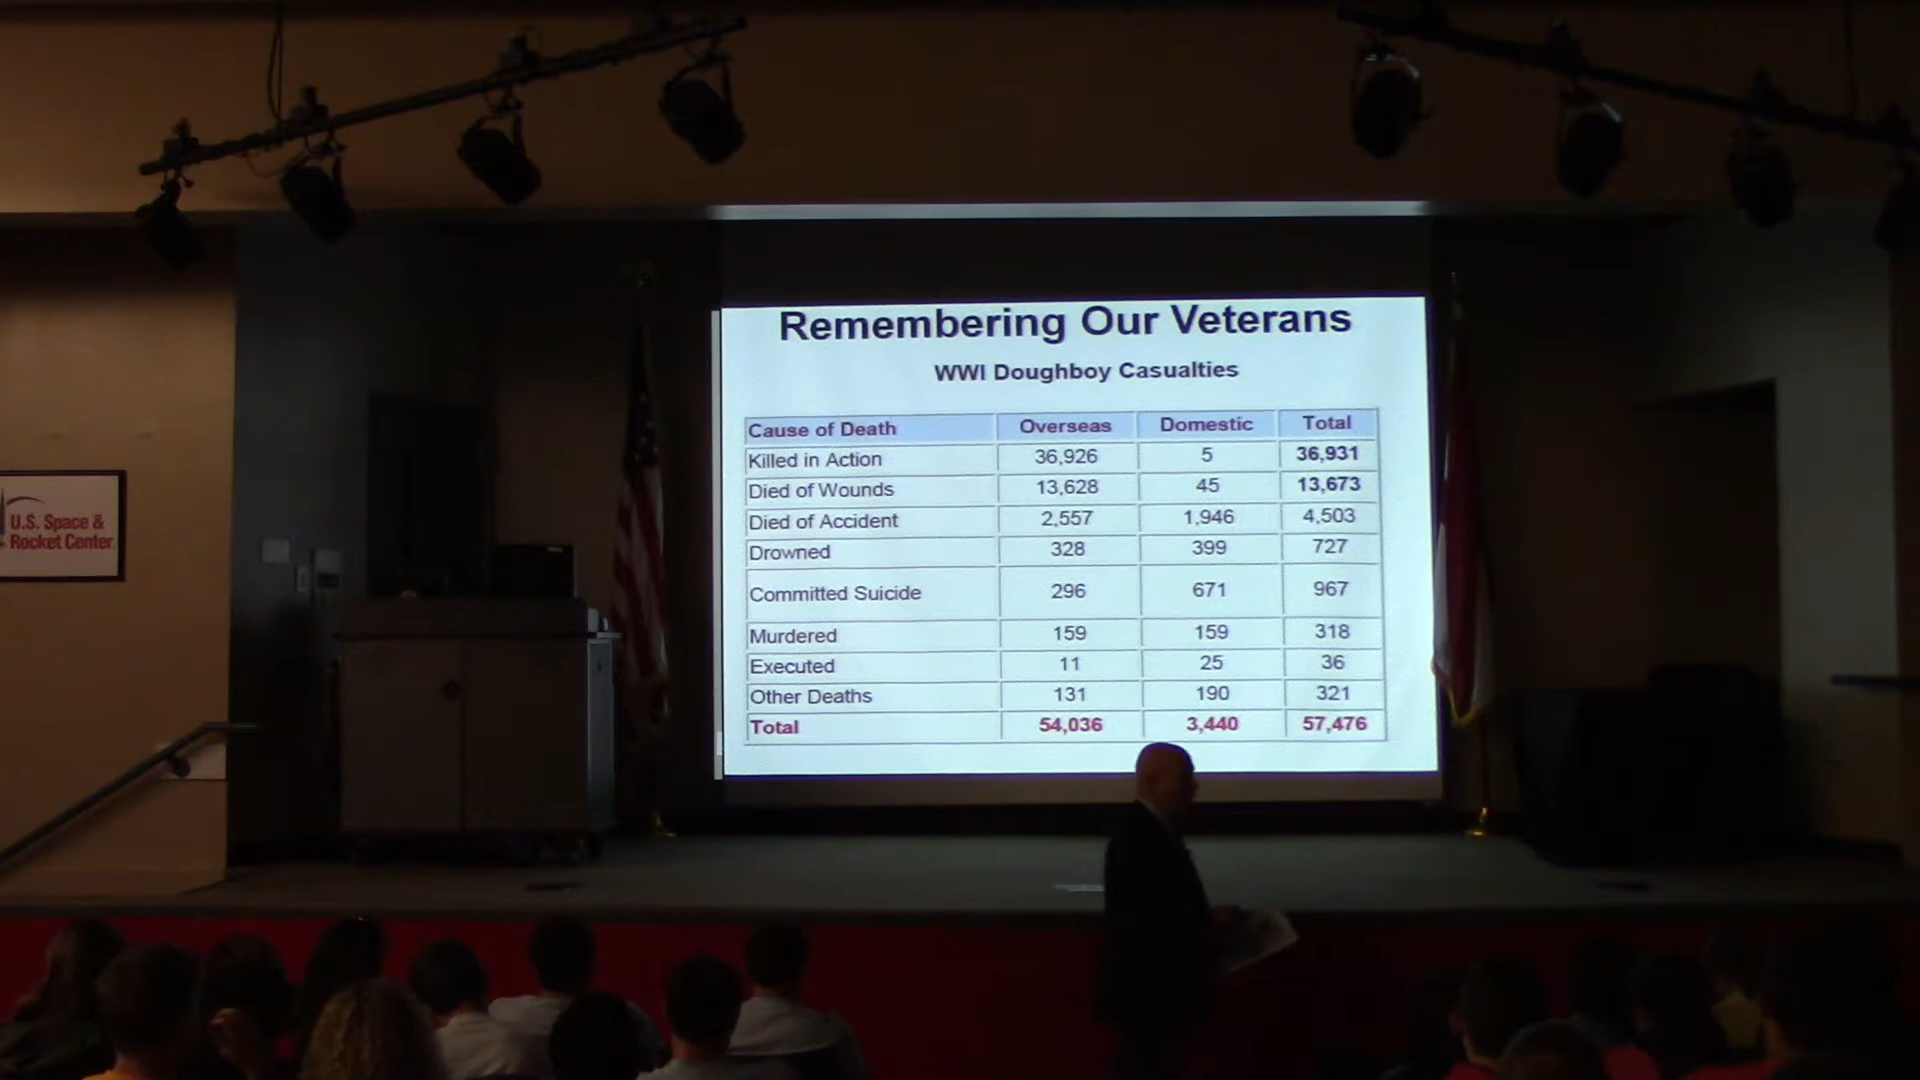 Remembering Our Veterans
WWI Doughboy Casualties
Cause of Death Overseas Domestic Total
Killed in Action 36,926 5 36,931
Died of Wounds 13,628 45 13,673
Died of Accident 2,557 1,946 4,503
Drowned 328 399 727
Committed Suicide 296 671 967
Murdered 159 159 318
Executed 11 25 36
Other Deaths 131 190 321
Total 54,036 3,440 57,476
U.S. Space &
Rocket Center